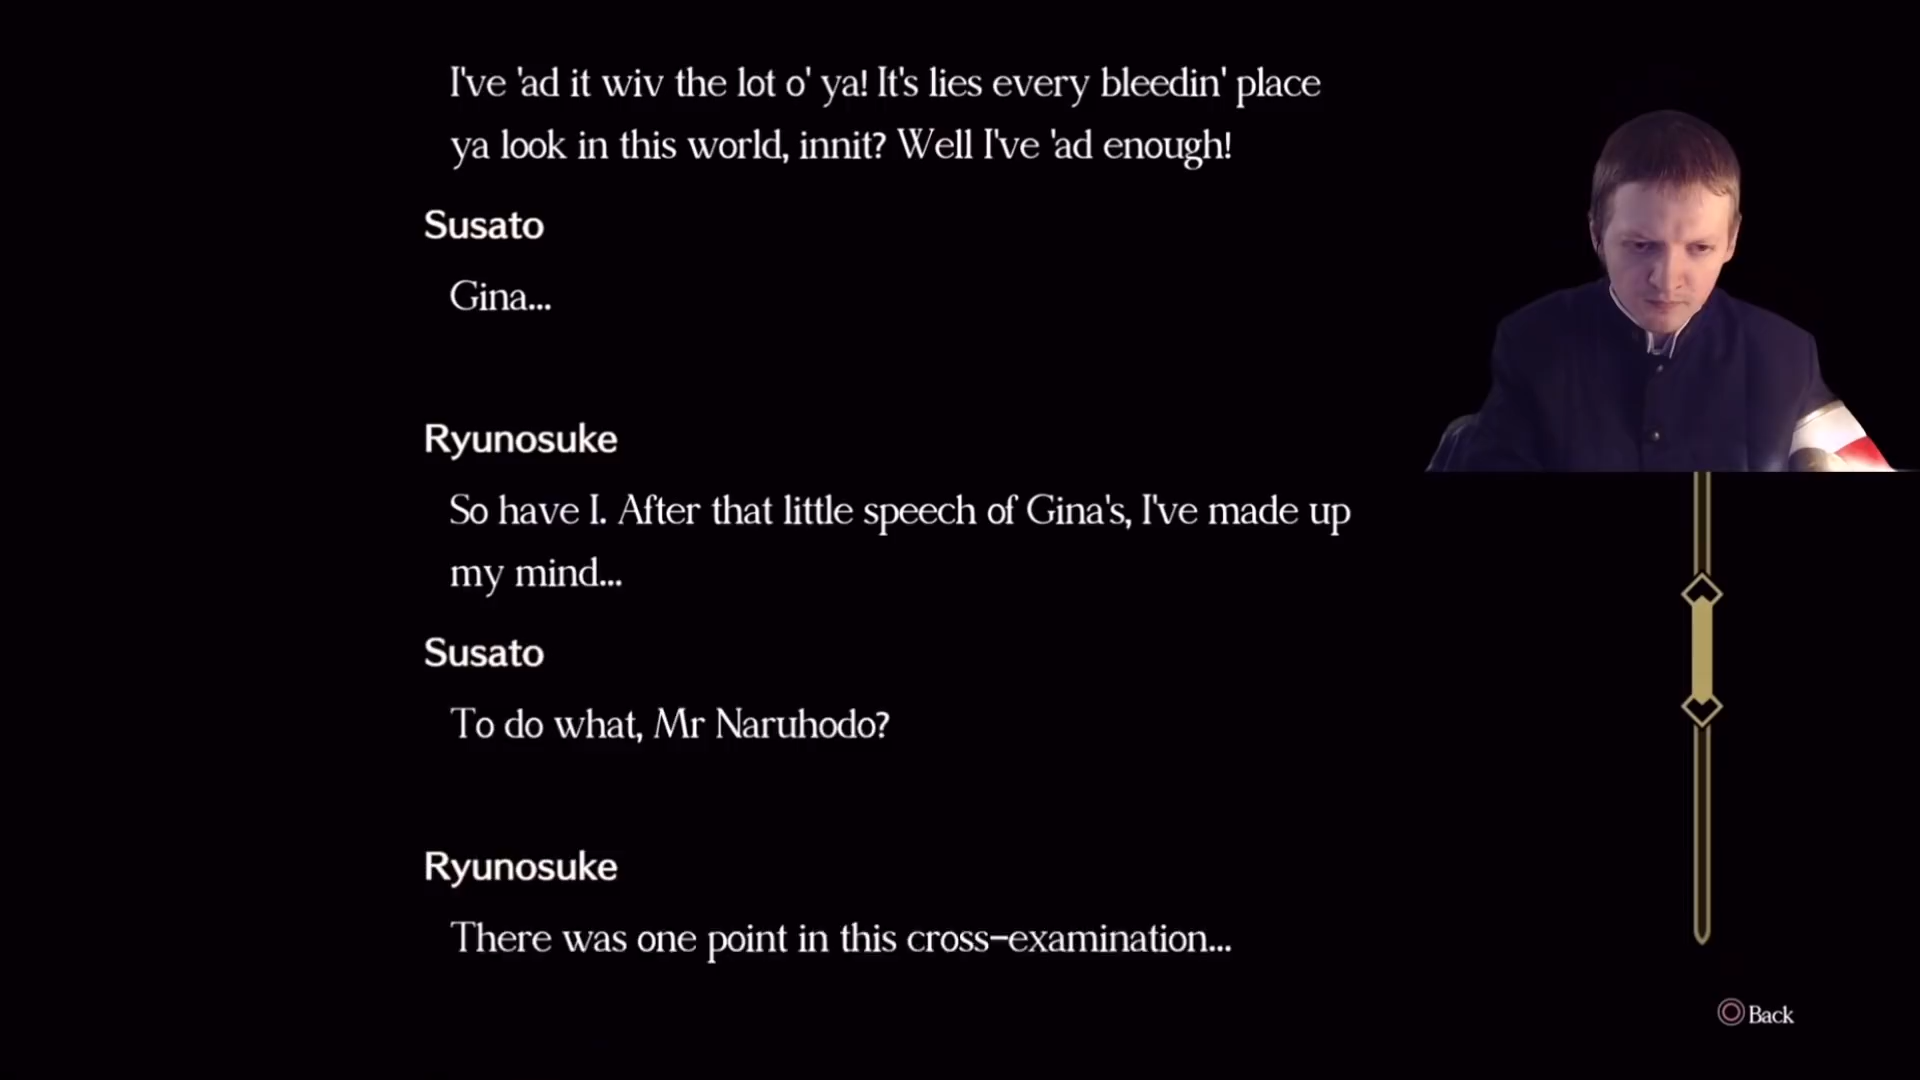 I've 'ad it wiv the lot o' ya! It's lies every bleedin' place
ya look in this world, innit? Well I've 'ad enough!
Susato
Gina...
Ryunosuke
So have I. After that little speech of Gina's, I've made up
my mind...
Susato
To do what, Mr Naruhodo?
Ryunosuke
There was one point in this cross-examination...
Back